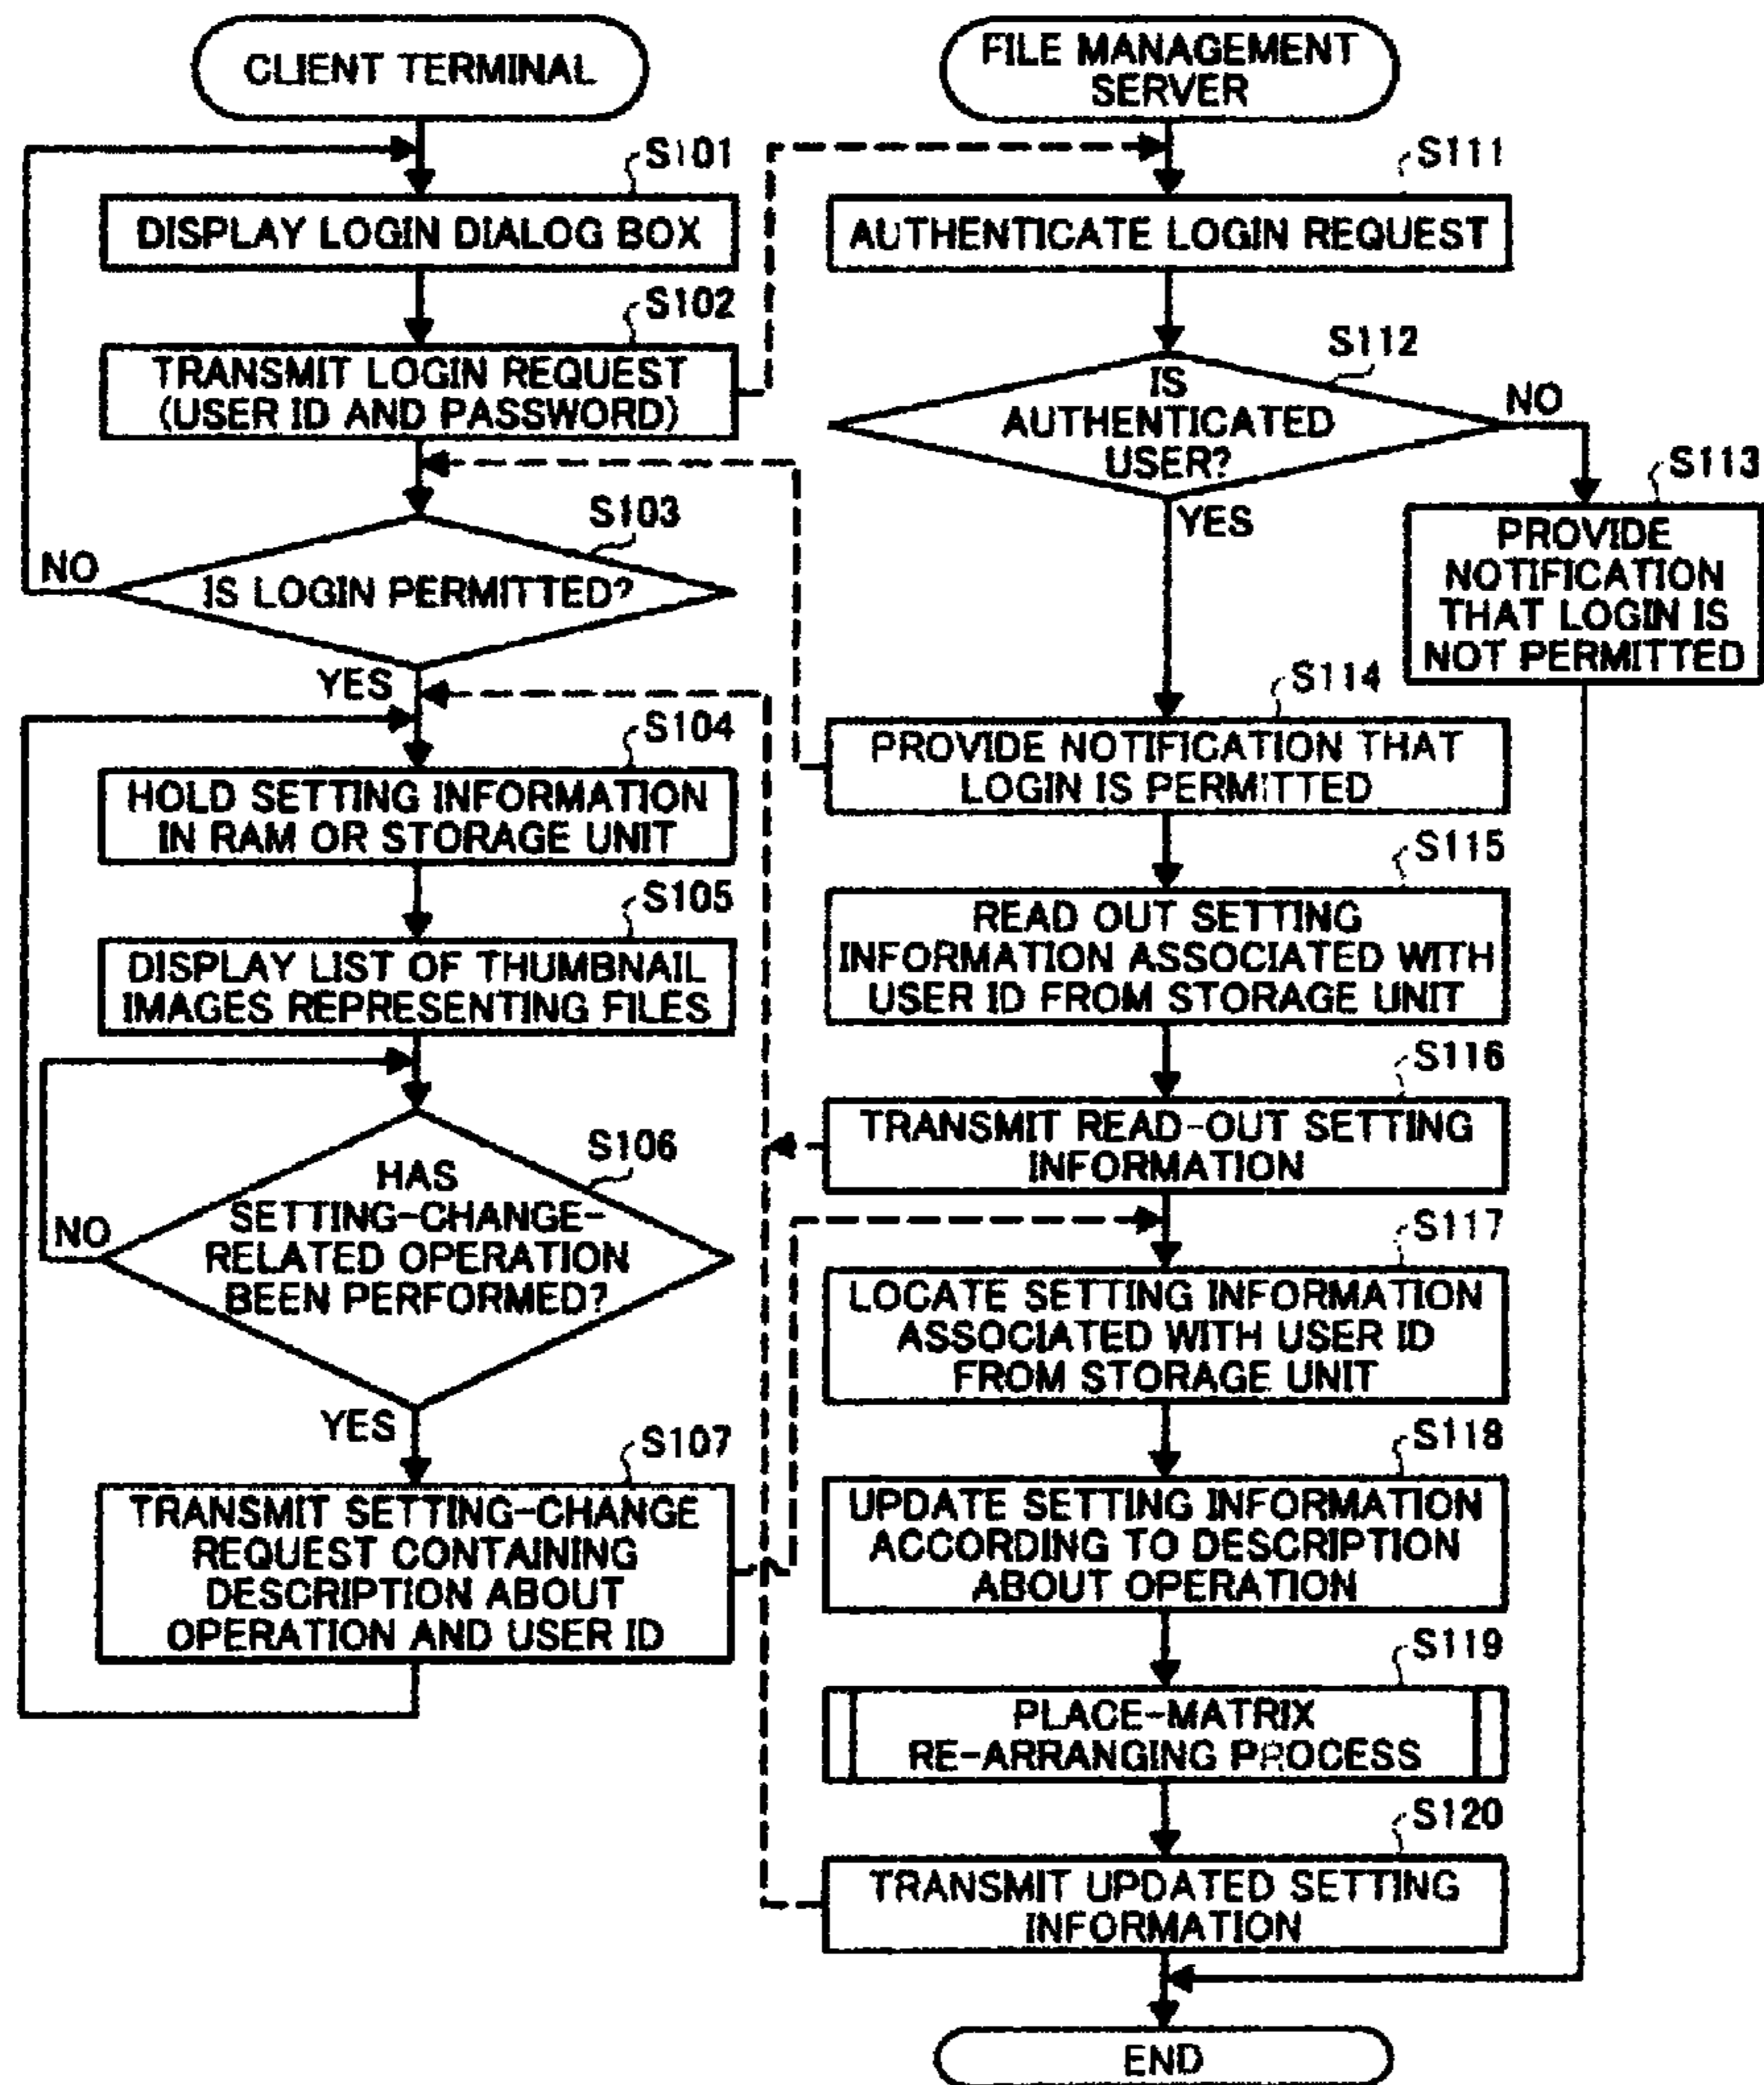 CLIENT TERMINAL
S101
DISPLAY LOGIN DIALOG BOX
S102
TRANSMIT LOGIN REQUEST
(USER ID AND PASSWORD)
S103
NO
IS LOGIN PERMITTED?
YES
S104
HOLD SETTING INFORMATION
IN RAM OR STORAGE UNIT
S105
DISPLAY LIST OF THUMBNAIL
IMAGES REPRESENTING FILES
S106
HAS
SETTING-CHANGE-
RELATED OPERATION
BEEN PERFORMED?
NO
YES
S107
TRANSMIT SETTING-CHANGE
REQUEST CONTAINING
DESCRIPTION ABOUT
OPERATION AND USER ID
FILE MANAGEMENT
SERVER
S111
AUTHENTICATE LOGIN REQUEST
S112
IS
AUTHENTICATED
USER?
NO
YES
S113
PROVIDE
NOTIFICATION
THAT LOGIN IS
NOT PERMITTED
S114
PROVIDE NOTIFICATION THAT
LOGIN IS PERMITTED
S115
READ OUT SETTING
INFORMATION ASSOCIATED WITH
USER ID FROM STORAGE UNIT
S116
TRANSMIT READ-OUT SETTING
INFORMATION
S117
LOCATE SETTING INFORMATION
ASSOCIATED WITH USER ID
FROM STORAGE UNIT
S118
UPDATE SETTING INFORMATION
ACCORDING TO DESCRIPTION
ABOUT OPERATION
S119
PLACE-MATRIX
RE-ARRANGING PROCESS
S120
TRANSMIT UPDATED SETTING
INFORMATION
END